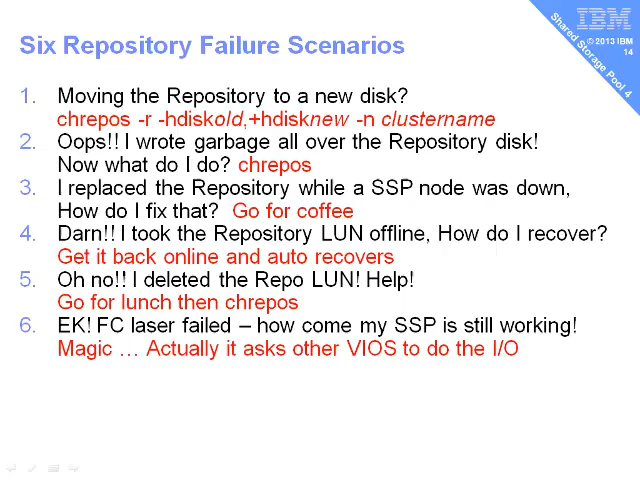 Six Repository Failure Scenarios
IBM
© 2013 IBM
14
Shared Storage Pool 4
1. Moving the Repository to a new disk?
chrepos -r -hdiskold,+hdisknew -n clustername
2. Oops!! I wrote garbage all over the Repository disk!
Now what do I do? chrepos
3. I replaced the Repository while a SSP node was down,
How do I fix that? Go for coffee
4. Darn!! I took the Repository LUN offline, How do I recover?
Get it back online and auto recovers
5. Oh no!! I deleted the Repo LUN! Help!
Go for lunch then chrepos
6. EK! FC laser failed – how come my SSP is still working!
Magic … Actually it asks other VIOS to do the I/O